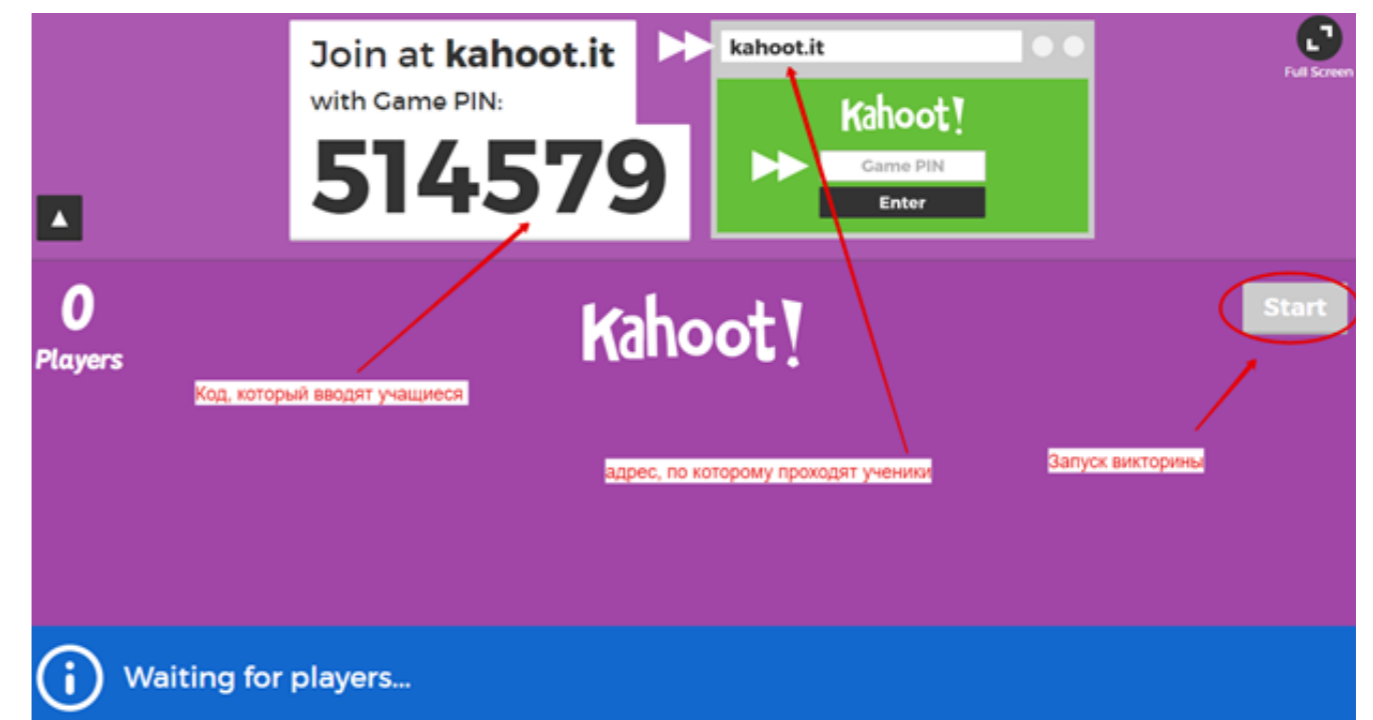 Join at kahoot.it
with Game PIN:
514579
kahoot.it
Kahoot!
Game PIN
Enter
Full Screen
0
Players
Kahoot!
Start
Код, который вводят учащиеся
адрес, по которому проходят ученики
Запуск викторины
Waiting for players...